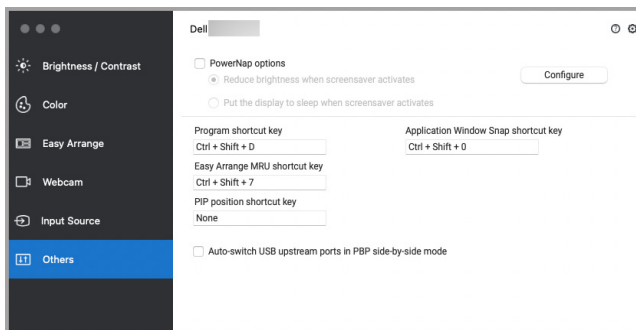 Dell
Brightness / Contrast
Color
Easy Arrange
Webcam
Input Source
Others
PowerNap options
Reduce brightness when screensaver activates
Configure
Put the display to sleep when screensaver activates
Program shortcut key
Application Window Snap shortcut key
Ctrl + Shift + D
Ctrl + Shift + 0
Easy Arrange MRU shortcut key
Ctrl + Shift + 7
PIP position shortcut key
None
Auto-switch USB upstream ports in PBP side-by-side mode